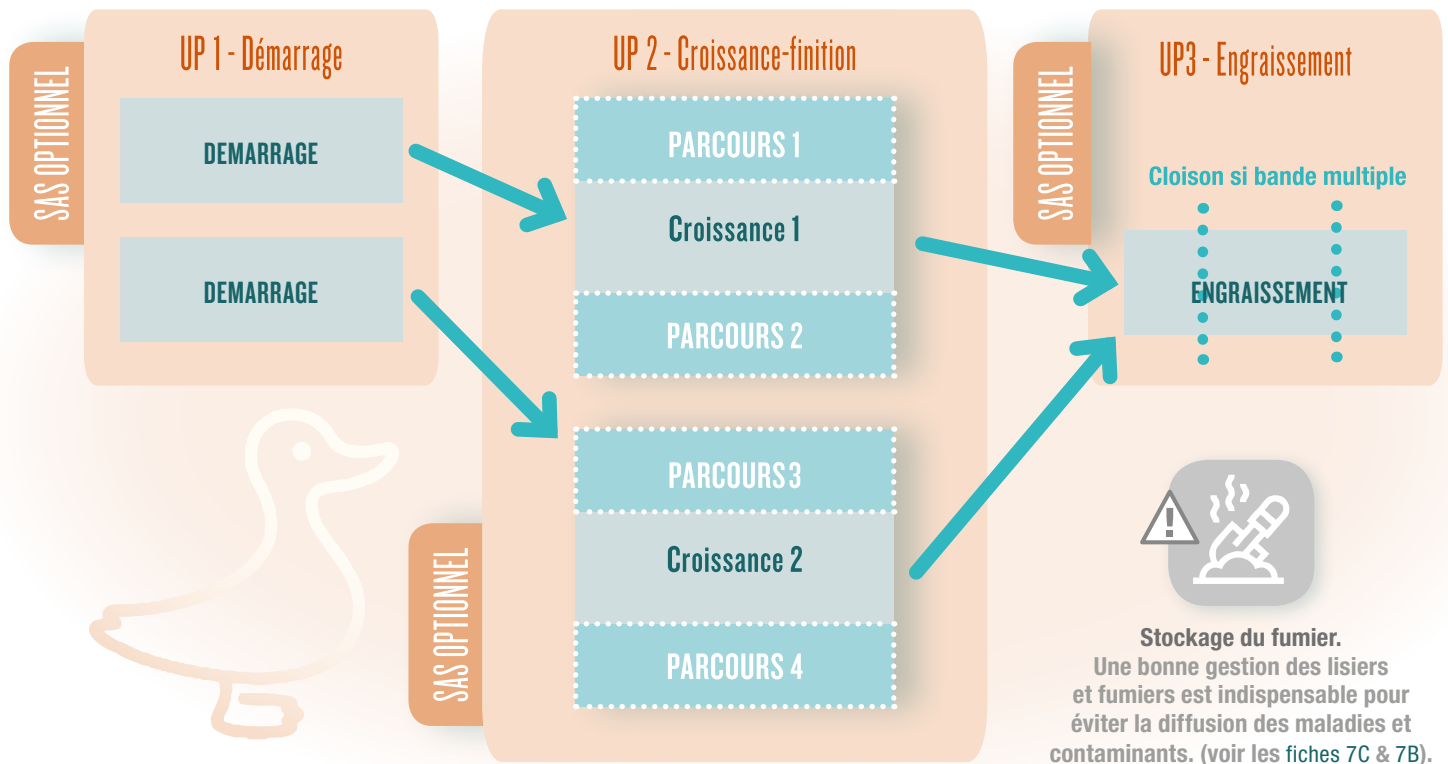 SAS OPTIONNEL
UP 1 - Démarrage
DEMARRAGE
DEMARRAGE
UP 2 - Croissance-finition
PARCOURS 1
Croissance 1
PARCOURS 2
SAS OPTIONNEL
PARCOURS 3
Croissance 2
PARCOURS 4
SAS OPTIONNEL
UP3 - Engraissement
Cloison si bande multiple
ENGRAISSEMENT
!
Stockage du fumier.
Une bonne gestion des lisiers
et fumiers est indispensable pour
éviter la diffusion des maladies et
contaminants. (voir les fiches 7C & 7B).